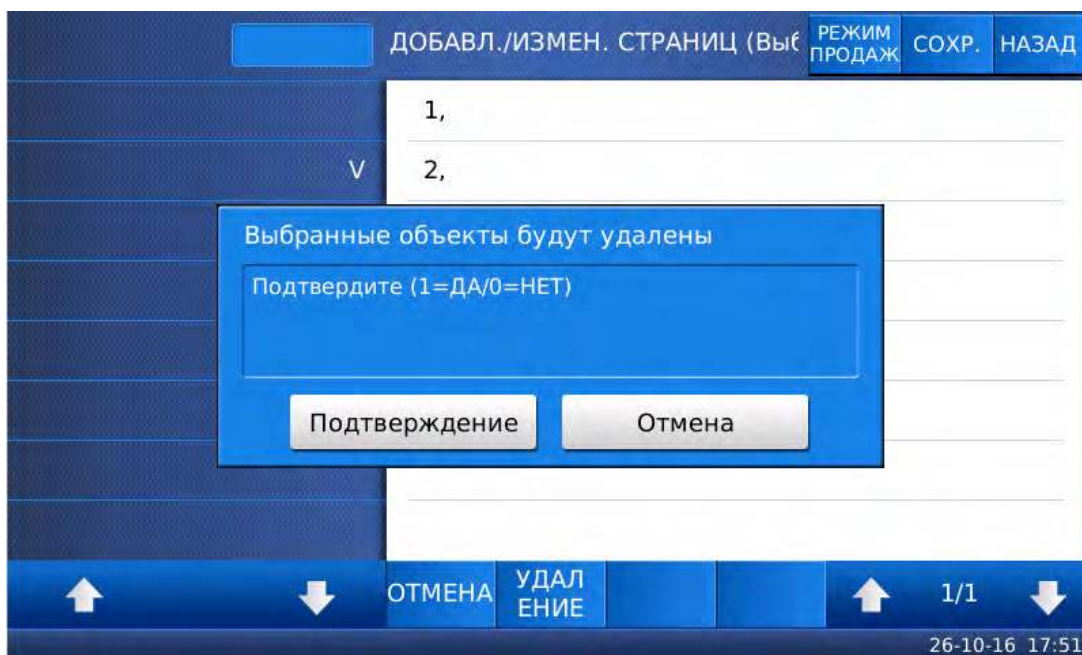 ДОБАВЛ./ИЗМЕН. СТРАНИЦ (Выб
РЕЖИМ
ПРОДАЖ
СОХР.
НАЗАД
1,
V
2,
Выбранные объекты будут удалены
Подтвердите (1=ДА/0=НЕТ)
Подтверждение
Отмена
ОТМЕНА
УДАЛ
ЕНИЕ
1/1
26-10-16 17:51